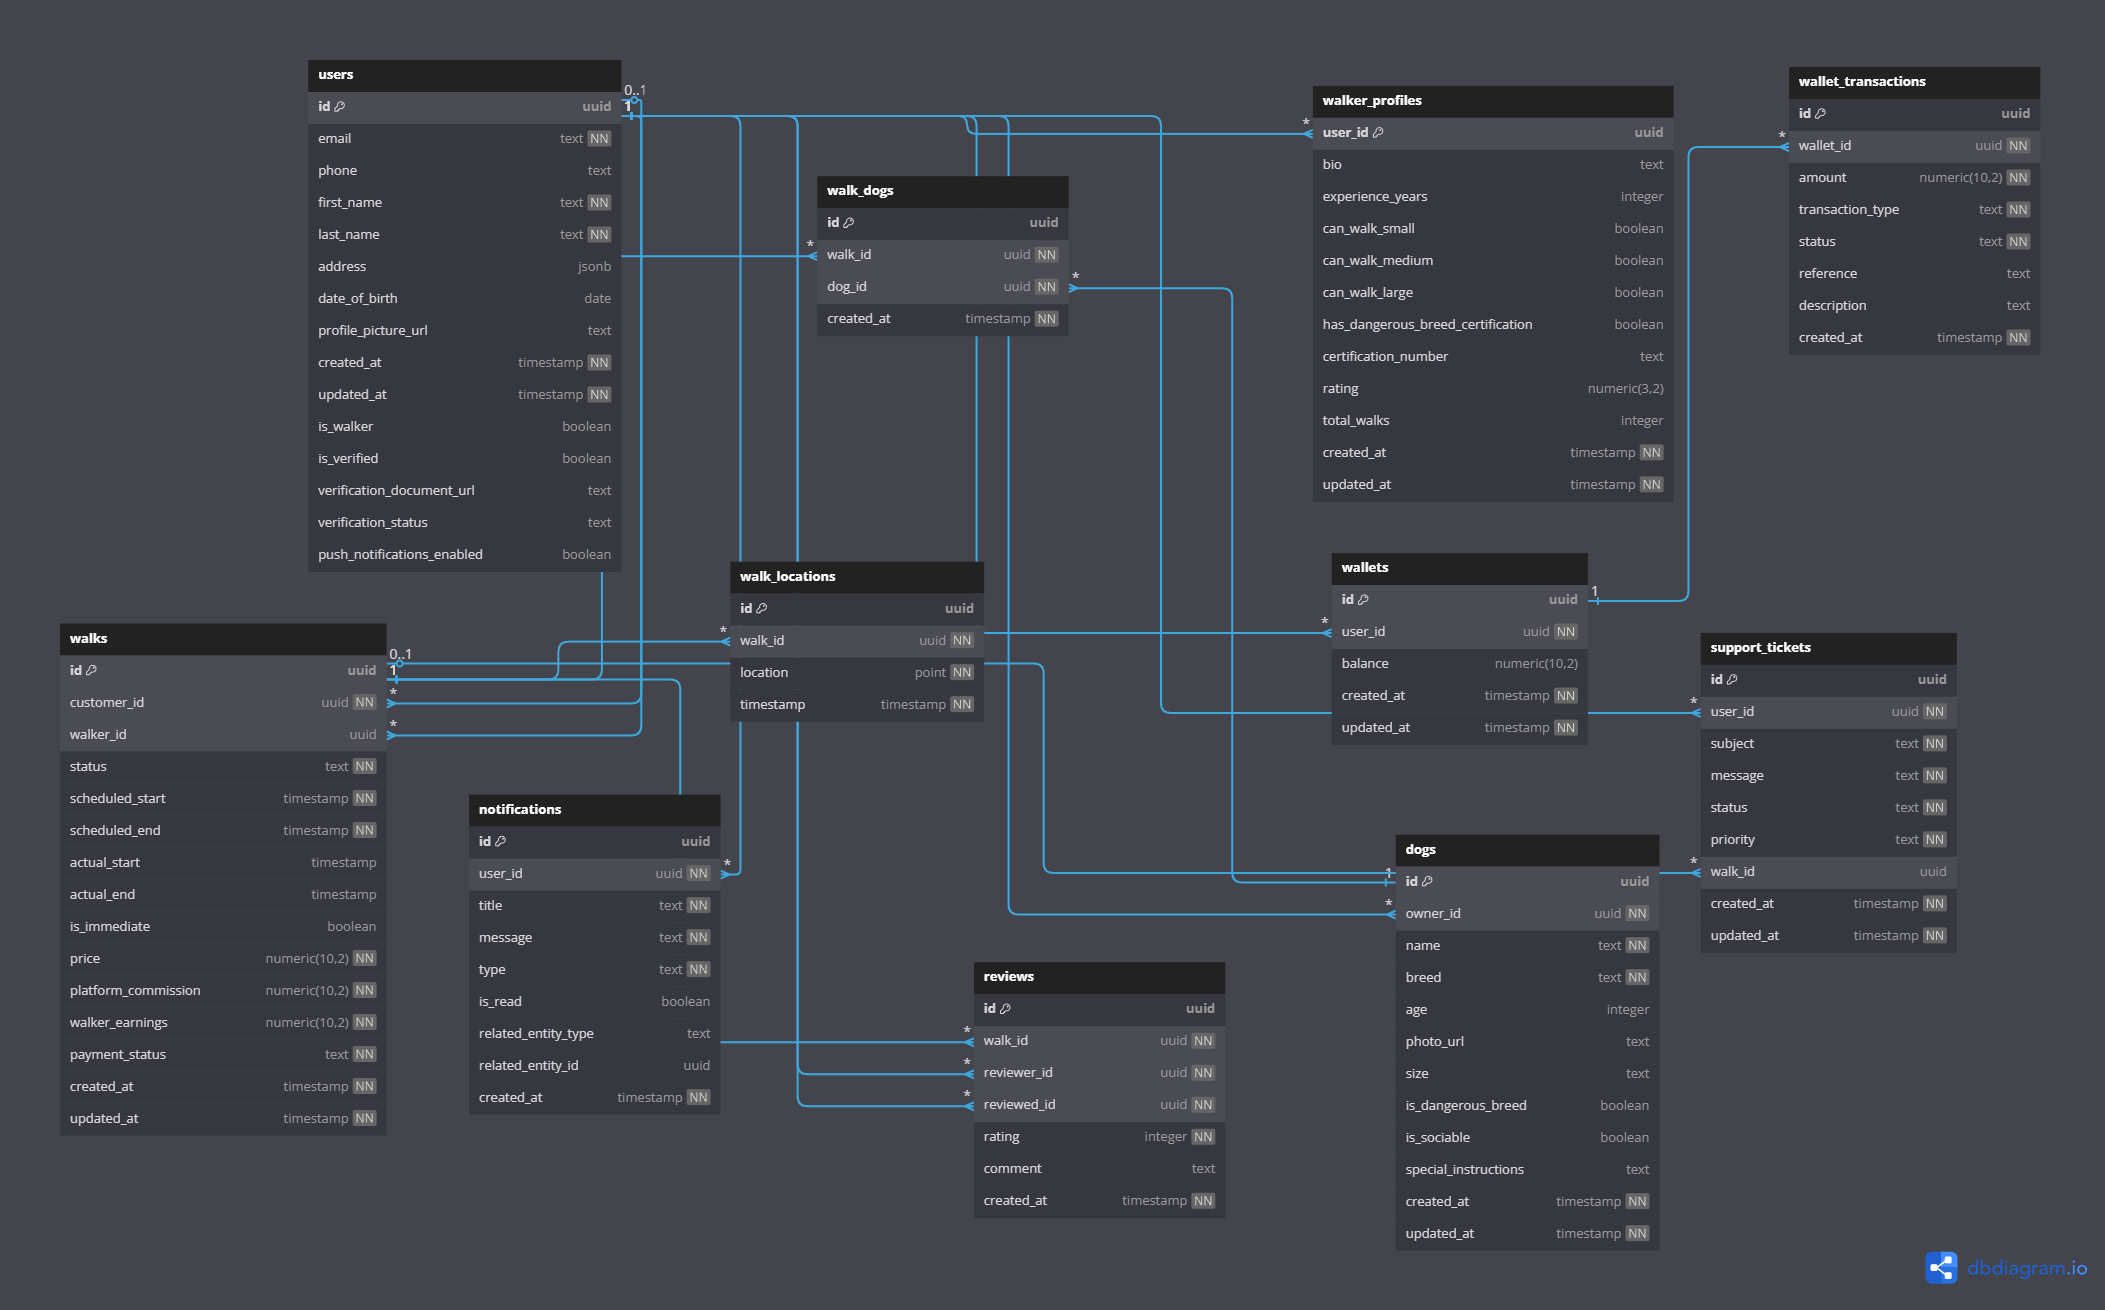 users
id uuid
email text NN
phone text
first_name text NN
last_name text NN
address jsonb
date_of_birth date
profile_picture_url text
created_at timestamp NN
updated_at timestamp NN
is_walker boolean
is_verified boolean
verification_document_url text
verification_status text
push_notifications_enabled boolean
0..1
1
walk_dogs
id uuid
* walk_id uuid NN
dog_id uuid NN *
created_at timestamp NN
walker_profiles
* user_id uuid
bio text
experience_years integer
can_walk_small boolean
can_walk_medium boolean
can_walk_large boolean
has_dangerous_breed_certification boolean
certification_number text
rating numeric(3,2)
total_walks integer
created_at timestamp NN
updated_at timestamp NN
wallet_transactions
id uuid
* wallet_id uuid NN
amount numeric(10,2) NN
transaction_type text NN
status text NN
reference text
description text
created_at timestamp NN
walks
0..1
id uuid 1
customer_id uuid NN *
walker_id uuid *
status text NN
scheduled_start timestamp NN
scheduled_end timestamp NN
actual_start timestamp
actual_end timestamp
is_immediate boolean
price numeric(10,2) NN
platform_commission numeric(10,2) NN
walker_earnings numeric(10,2) NN
payment_status text NN
created_at timestamp NN
updated_at timestamp NN
walk_locations
id uuid
* walk_id uuid NN
location point NN
timestamp timestamp NN
wallets
id uuid 1
* user_id uuid NN
balance numeric(10,2)
created_at timestamp NN
updated_at timestamp NN
support_tickets
id uuid
* user_id uuid NN
subject text NN
message text NN
status text NN
priority text NN
* walk_id uuid
created_at timestamp NN
updated_at timestamp NN
notifications
id uuid
user_id uuid NN *
title text NN
message text NN
type text NN
is_read boolean
related_entity_type text
related_entity_id uuid
created_at timestamp NN
reviews
id uuid
* walk_id uuid NN
* reviewer_id uuid NN
* reviewed_id uuid NN
rating integer NN
comment text
created_at timestamp NN
dogs
1 id uuid
* owner_id uuid NN
name text NN
breed text NN
age integer
photo_url text
size text
is_dangerous_breed boolean
is_sociable boolean
special_instructions text
created_at timestamp NN
updated_at timestamp NN
dbdiagram.io